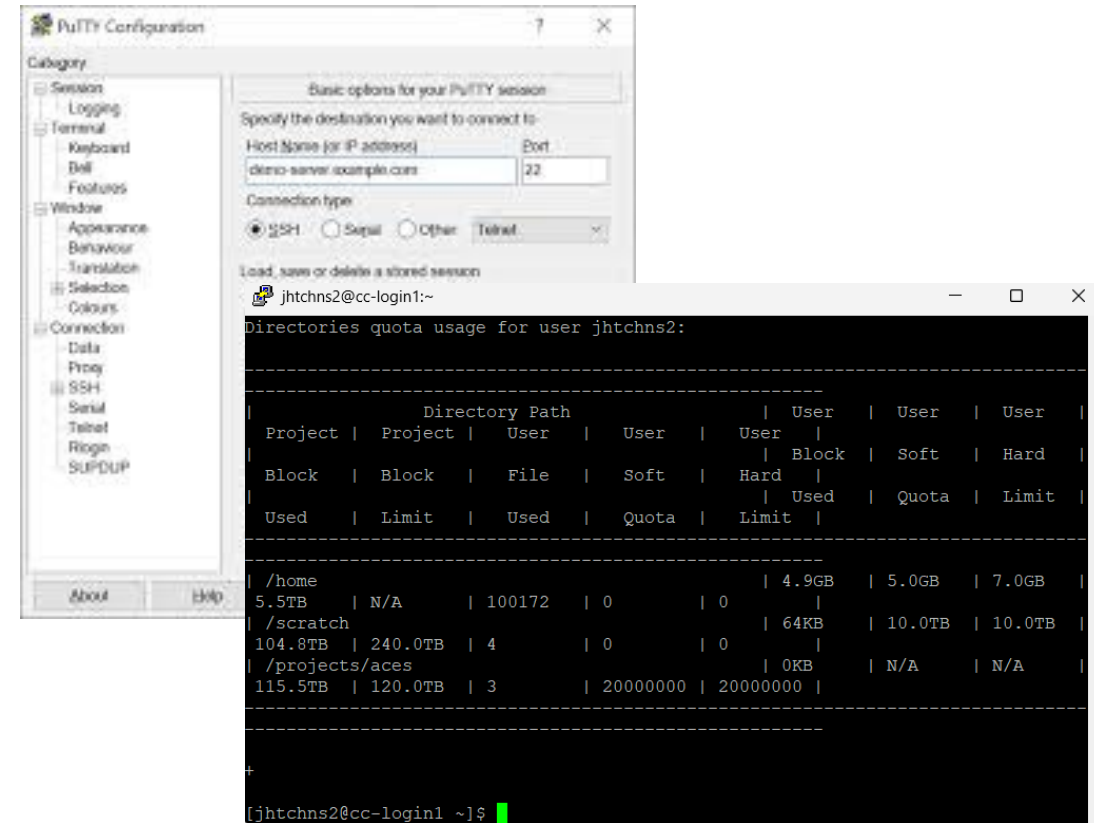 PuTTY Configuration
?
Category
Session
Logging
Terminal
Keyboard
Bell
Features
Window
Appearance
Behaviour
Translation
Selection
Colours
Connection
Data
Proxy
SSH
Serial
Telnet
Rlogin
SUPDUP
About
Help
Basic options for your PuTTY session
Specify the destination you want to connect to
Host Name (or IP address)
Port
demo-server.example.com
22
Connection type
SSH
Serial
Other
Telnet
Load, save or delete a stored session
jhtchns2@cc-login1:~
Directories quota usage for user jhtchns2:
--------------------------------------------------------------------------------
-------------------------------------------------------
| Directory Path | User | User | User |
Project | Project | User | User | User |
| | Block | Soft | Hard |
Block | Block | File | Soft | Hard |
| | Used | Quota | Limit |
Used | Limit | Used | Quota | Limit |
--------------------------------------------------------------------------------
-------------------------------------------------------
| /home | 4.9GB | 5.0GB | 7.0GB |
5.5TB | N/A | 100172 | 0 | 0 |
| /scratch | 64KB | 10.0TB | 10.0TB |
104.8TB | 240.0TB | 4 | 0 | 0 |
| /projects/aces | 0KB | N/A | N/A |
115.5TB | 120.0TB | 3 | 20000000 | 20000000 |
--------------------------------------------------------------------------------
-------------------------------------------------------
+
[jhtchns2@cc-login1 ~]$